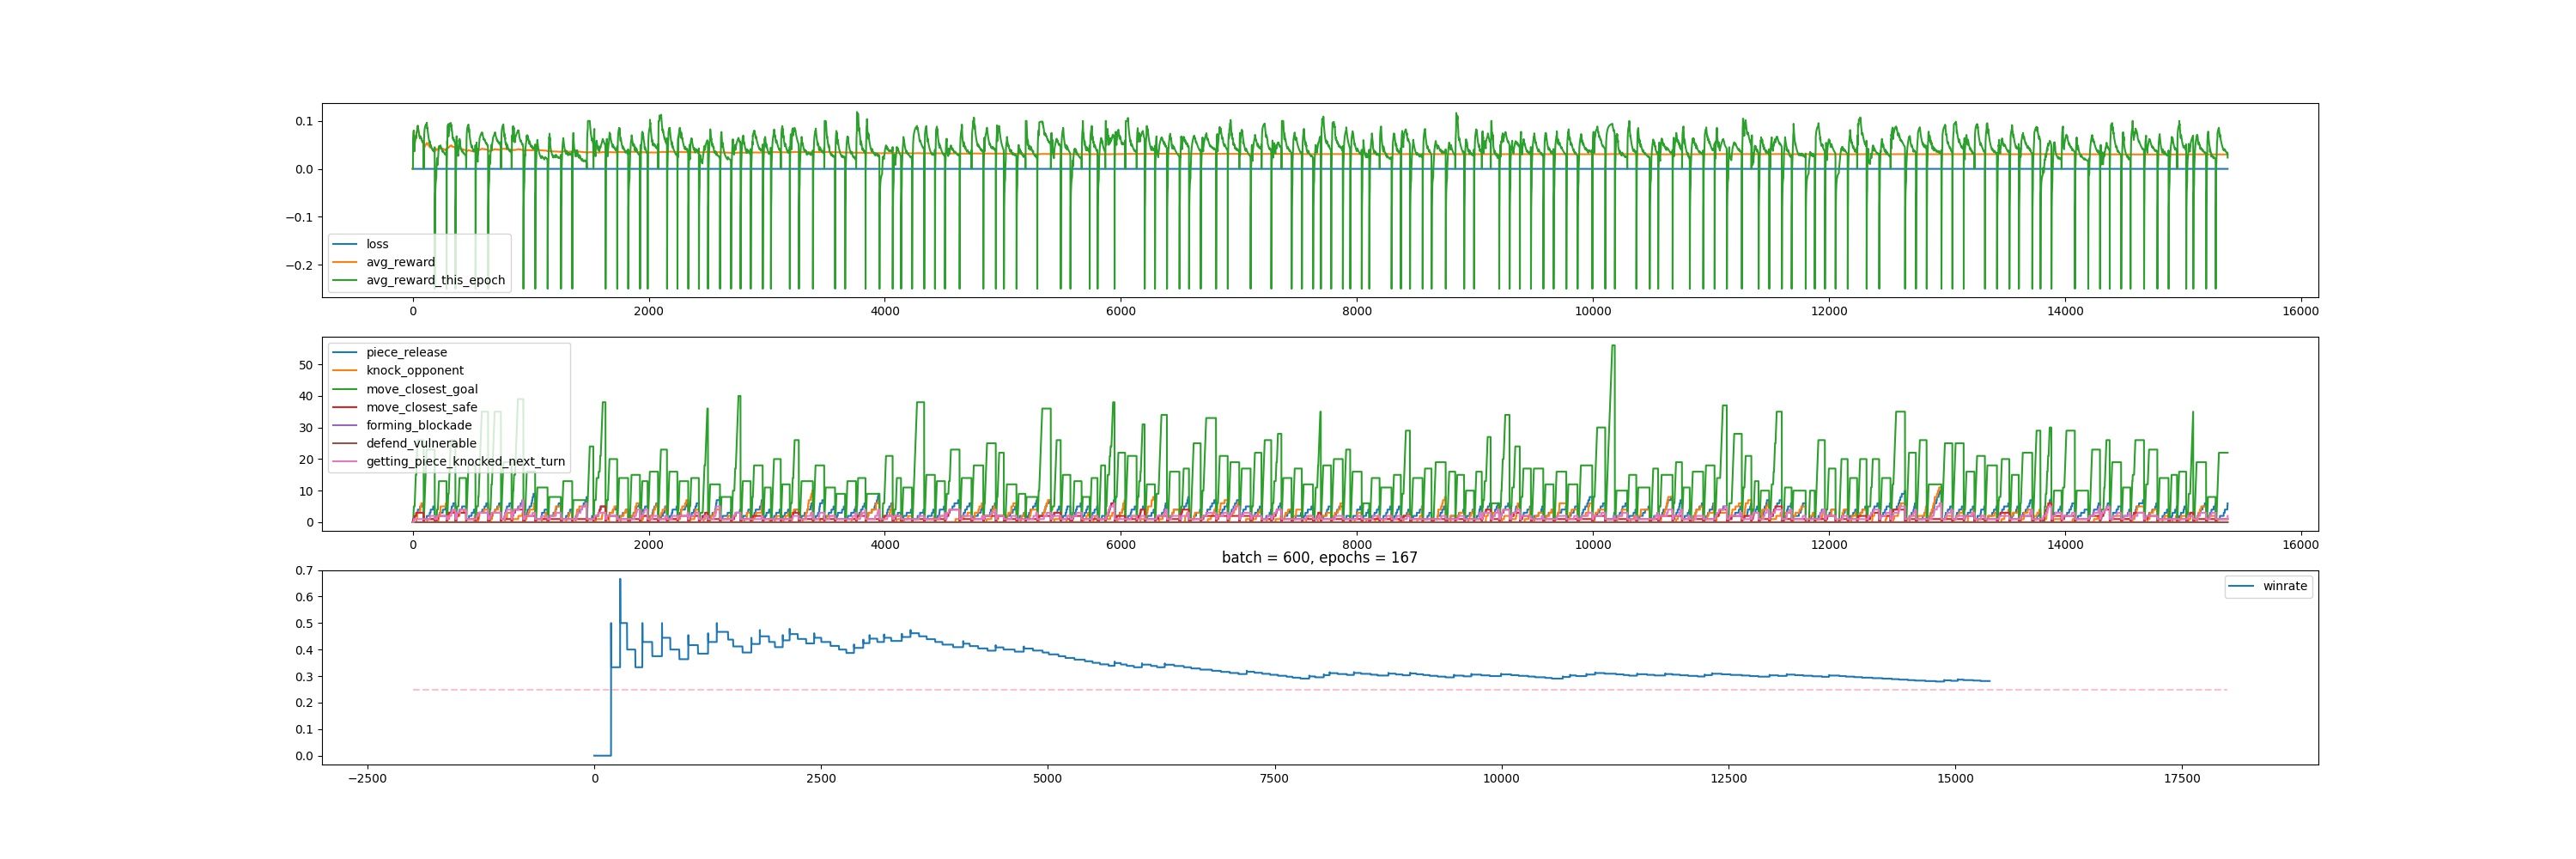 0.1
0.0
−0.1
−0.2
loss
avg_reward
avg_reward_this_epoch
0 2000 4000 6000 8000 10000 12000 14000 16000
50
40
30
20
10
0
piece_release
knock_opponent
move_closest_goal
move_closest_safe
forming_blockade
defend_vulnerable
getting_piece_knocked_next_turn
0 2000 4000 6000 8000 10000 12000 14000 16000
batch = 600, epochs = 167
0.7
0.6
0.5
0.4
0.3
0.2
0.1
0.0
winrate
−2500 0 2500 5000 7500 10000 12500 15000 17500